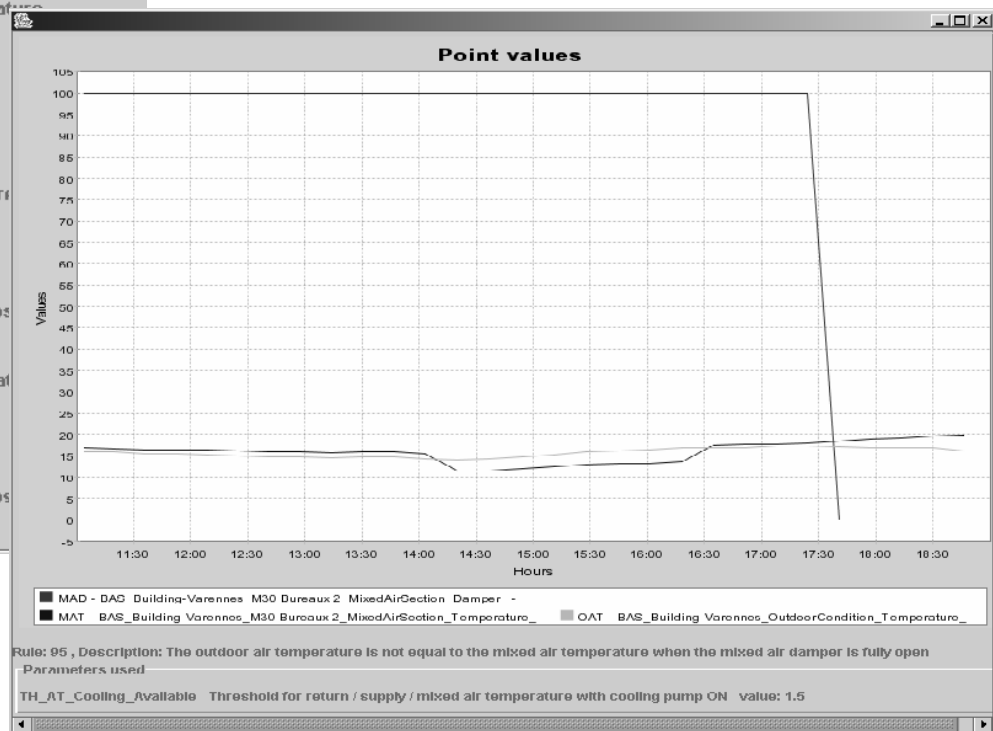 Point values
105
100
95
90
85
80
75
70
65
60
55
50
45
40
35
30
25
20
15
10
5
0
-5
Values
11:30 12:00 12:30 13:00 13:30 14:00 14:30 15:00 15:30 16:00 16:30 17:00 17:30 18:00 18:30
Hours
MAD - BAS Building-Varennes M30 Bureaux 2 MixedAirSection Damper -
MAT BAS_Building Varennes_M30 Bureaux 2_MixedAirSection_Temperature_ OAT BAS_Building Varennes_OutdoorCondition_Temperature_
Rule: 95 , Description: The outdoor air temperature is not equal to the mixed air temperature when the mixed air damper is fully open
Parameters used
TH_AT_Cooling_Available Threshold for return / supply / mixed air temperature with cooling pump ON value: 1.5